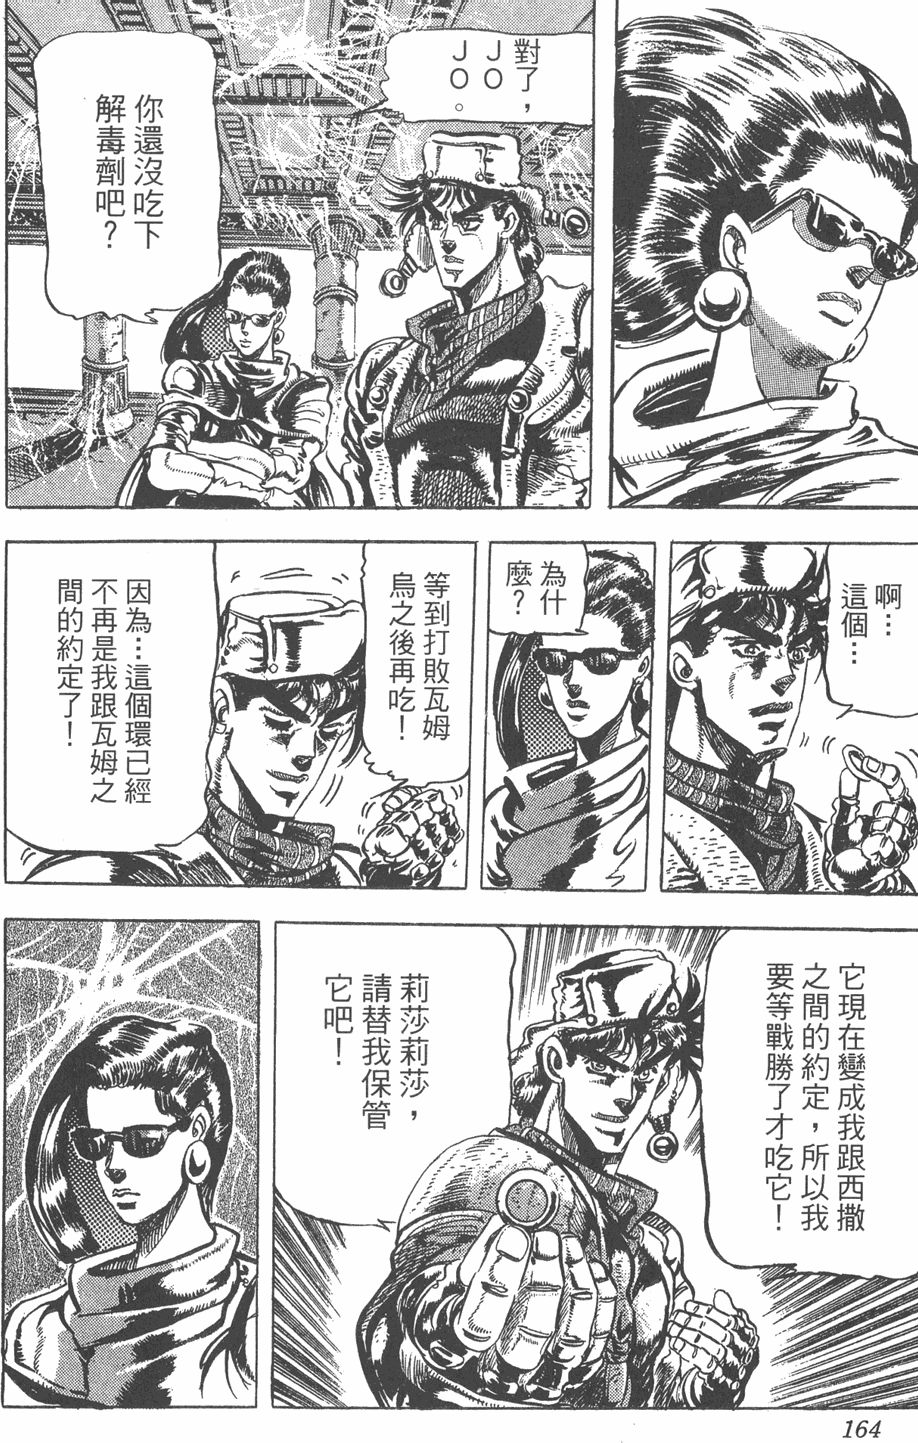 對了，
JO
JO。
你還沒吃下
解毒劑吧？
啊…
這個…
為什
麼？
等到打敗瓦姆
烏之後再吃！
因為…這個環已經
不再是我跟瓦姆之
間的約定了！
它現在變成我跟西撒
之間的約定，所以我
要等戰勝了才吃它！
莉莎莉莎，
請替我保管
它吧！
164